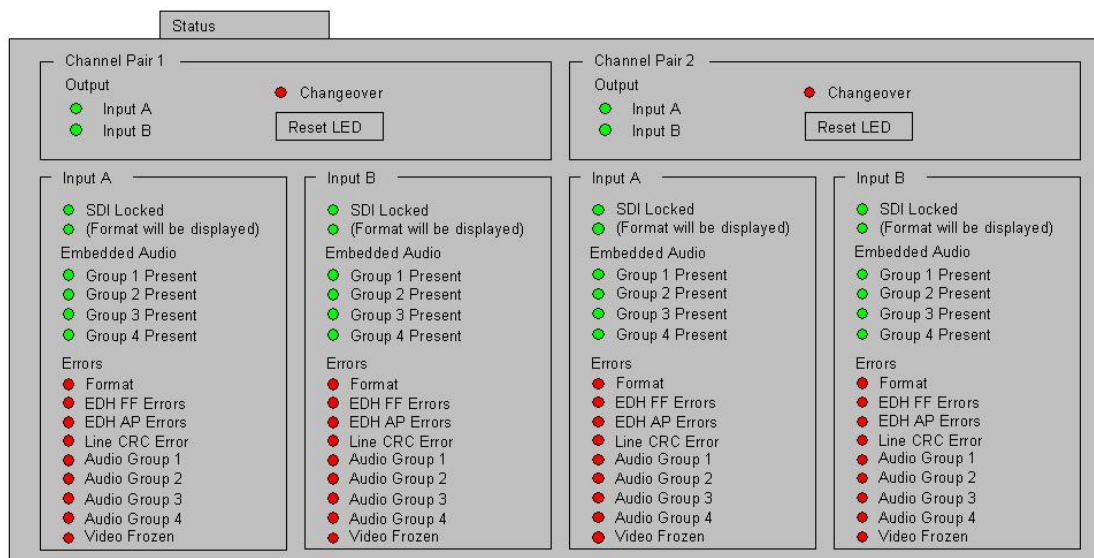 Status
Channel Pair 1
Output
Input A
Input B
Changeover
Reset LED
Channel Pair 2
Output
Input A
Input B
Changeover
Reset LED
Input A
SDI Locked
(Format will be displayed)
Embedded Audio
Group 1 Present
Group 2 Present
Group 3 Present
Group 4 Present
Errors
Format
EDH FF Errors
EDH AP Errors
Line CRC Error
Audio Group 1
Audio Group 2
Audio Group 3
Audio Group 4
Video Frozen
Input B
SDI Locked
(Format will be displayed)
Embedded Audio
Group 1 Present
Group 2 Present
Group 3 Present
Group 4 Present
Errors
Format
EDH FF Errors
EDH AP Errors
Line CRC Error
Audio Group 1
Audio Group 2
Audio Group 3
Audio Group 4
Video Frozen
Input A
SDI Locked
(Format will be displayed)
Embedded Audio
Group 1 Present
Group 2 Present
Group 3 Present
Group 4 Present
Errors
Format
EDH FF Errors
EDH AP Errors
Line CRC Error
Audio Group 1
Audio Group 2
Audio Group 3
Audio Group 4
Video Frozen
Input B
SDI Locked
(Format will be displayed)
Embedded Audio
Group 1 Present
Group 2 Present
Group 3 Present
Group 4 Present
Errors
Format
EDH FF Errors
EDH AP Errors
Line CRC Error
Audio Group 1
Audio Group 2
Audio Group 3
Audio Group 4
Video Frozen